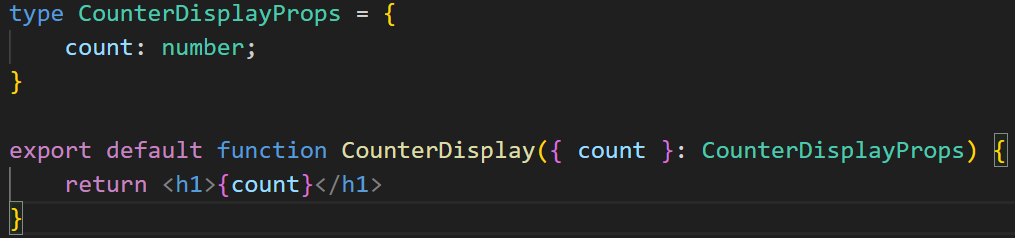 type CounterDisplayProps = {
    count: number;
}

export default function CounterDisplay({ count }: CounterDisplayProps) {
    return <h1>{count}</h1>
}